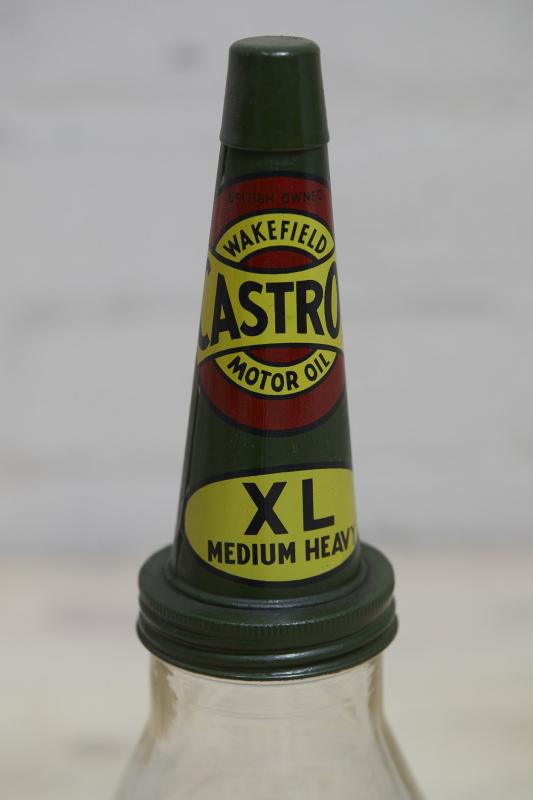 BRITISH OWNED
WAKEFIELD
CASTRO
MOTOR OIL
XL
MEDIUM HEAVY